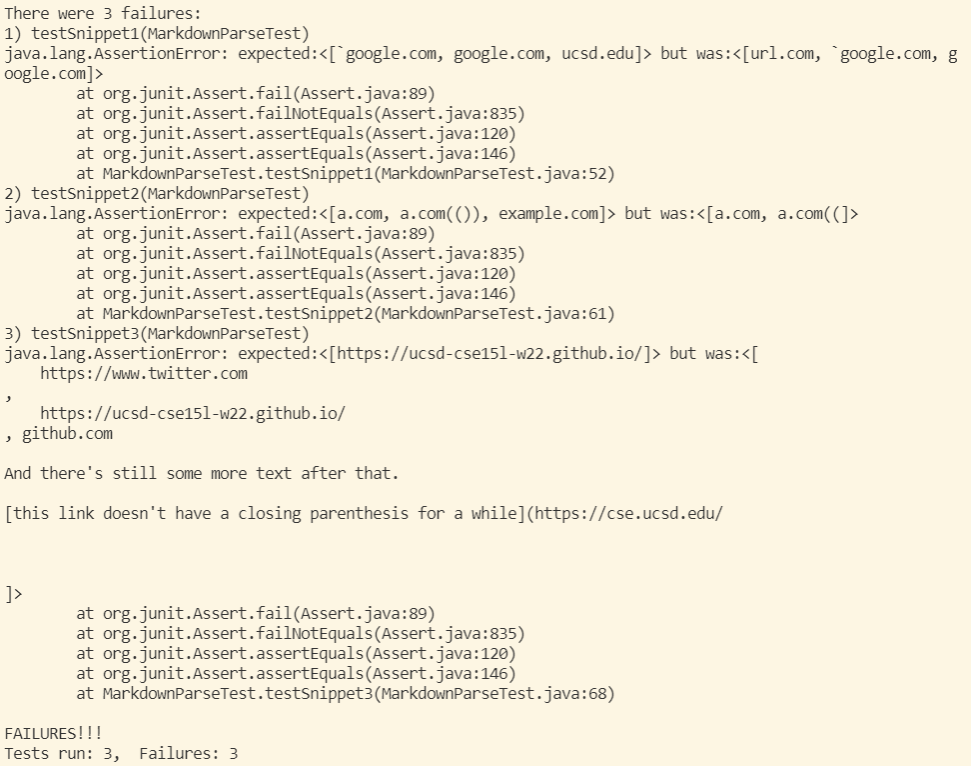 There were 3 failures:
1) testSnippet1(MarkdownParseTest)
java.lang.AssertionError: expected:<[`google.com, google.com, ucsd.edu]> but was:<[url.com, `google.com, g
oogle.com]>
        at org.junit.Assert.fail(Assert.java:89)
        at org.junit.Assert.failNotEquals(Assert.java:835)
        at org.junit.Assert.assertEquals(Assert.java:120)
        at org.junit.Assert.assertEquals(Assert.java:146)
        at MarkdownParseTest.testSnippet1(MarkdownParseTest.java:52)
2) testSnippet2(MarkdownParseTest)
java.lang.AssertionError: expected:<[a.com, a.com(()), example.com]> but was:<[a.com, a.com((]>
        at org.junit.Assert.fail(Assert.java:89)
        at org.junit.Assert.failNotEquals(Assert.java:835)
        at org.junit.Assert.assertEquals(Assert.java:120)
        at org.junit.Assert.assertEquals(Assert.java:146)
        at MarkdownParseTest.testSnippet2(MarkdownParseTest.java:61)
3) testSnippet3(MarkdownParseTest)
java.lang.AssertionError: expected:<[https://ucsd-cse15l-w22.github.io/]> but was:<[
    https://www.twitter.com
,
    https://ucsd-cse15l-w22.github.io/
, github.com

And there's still some more text after that.

[this link doesn't have a closing parenthesis for a while](https://cse.ucsd.edu/



]>
        at org.junit.Assert.fail(Assert.java:89)
        at org.junit.Assert.failNotEquals(Assert.java:835)
        at org.junit.Assert.assertEquals(Assert.java:120)
        at org.junit.Assert.assertEquals(Assert.java:146)
        at MarkdownParseTest.testSnippet3(MarkdownParseTest.java:68)

FAILURES!!!
Tests run: 3,  Failures: 3